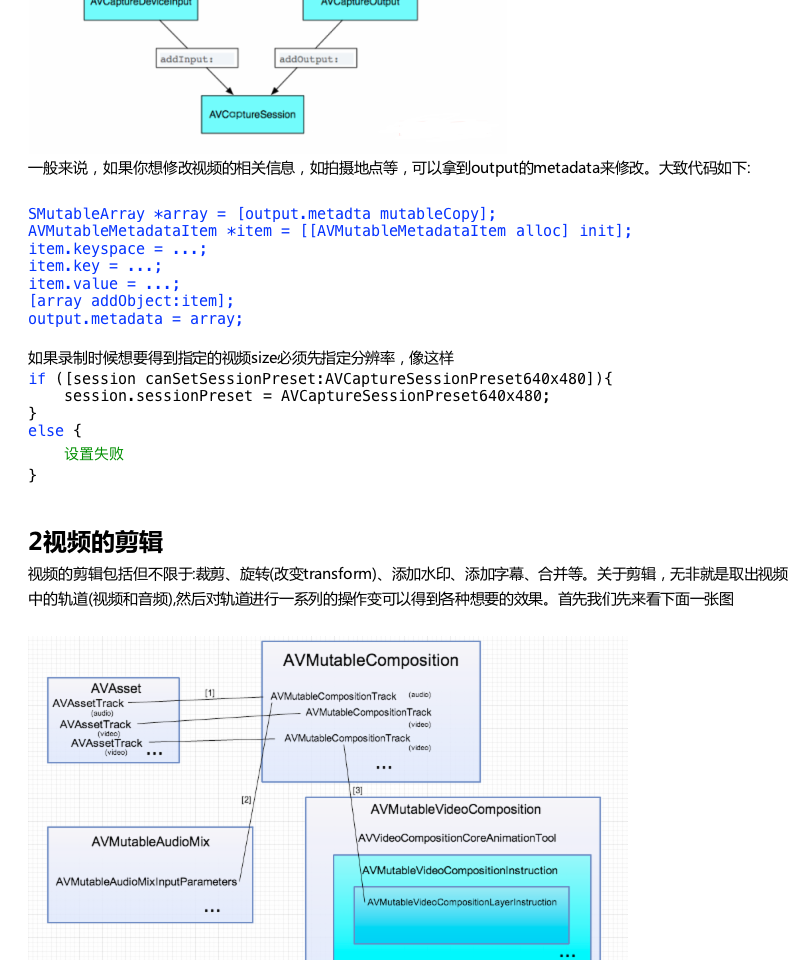 AVCaptureDeviceInput
AVCaptureOutput
addInput:
addOutput:
AVCaptureSession
一般来说，如果你想修改视频的相关信息，如拍摄地点等，可以拿到output的metadata来修改。大致代码如下:
SMutableArray *array = [output.metadta mutableCopy];
AVMutableMetadataItem *item = [[AVMutableMetadataItem alloc] init];
item.keyspace = ...;
item.key = ...;
item.value = ...;
[array addObject:item];
output.metadata = array;
如果录制时候想要得到指定的视频size必须先指定分辨率，像这样
if ([session canSetSessionPreset:AVCaptureSessionPreset640x480]){
session.sessionPreset = AVCaptureSessionPreset640x480;
}
else {
设置失败
}
2视频的剪辑
视频的剪辑包括但不限于:裁剪、旋转(改变transform)、添加水印、添加字幕、合并等。关于剪辑，无非就是取出视频
中的轨道(视频和音频),然后对轨道进行一系列的操作变可以得到各种想要的效果。首先我们先来看下面一张图
AVMutableComposition
AVAsset
[1]
AVAssetTrack
(audio)
AVMutableCompositionTrack
(audio)
AVAssetTrack
(video)
AVMutableCompositionTrack
(video)
AVAssetTrack
(video)
...
AVMutableCompositionTrack
(video)
...
[2]
[3]
AVMutableVideoComposition
AVMutableAudioMix
AVVideoCompositionCoreAnimationTool
AVMutableVideoCompositionInstruction
AVMutableAudioMixInputParameters
...
AVMutableVideoCompositionLayerInstruction
...